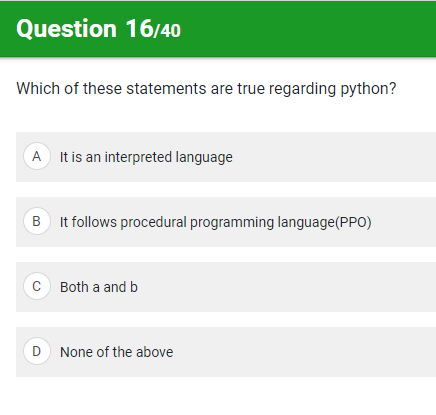 Question 16/40
Which of these statements are true regarding python?
A It is an interpreted language
B It follows procedural programming language(PPO)
C Both a and b
D None of the above